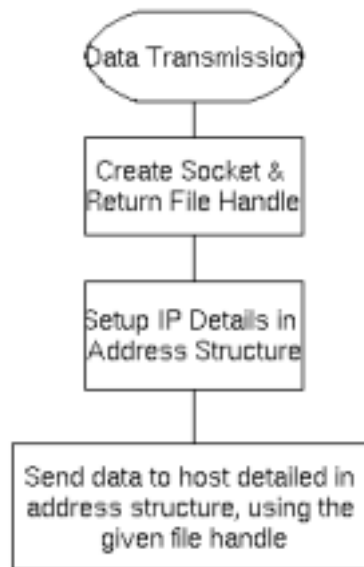 Data Transmission
Create Socket &
Return File Handle
Setup IP Details in
Address Structure
Send data to host detailed in
address structure, using the
given file handle